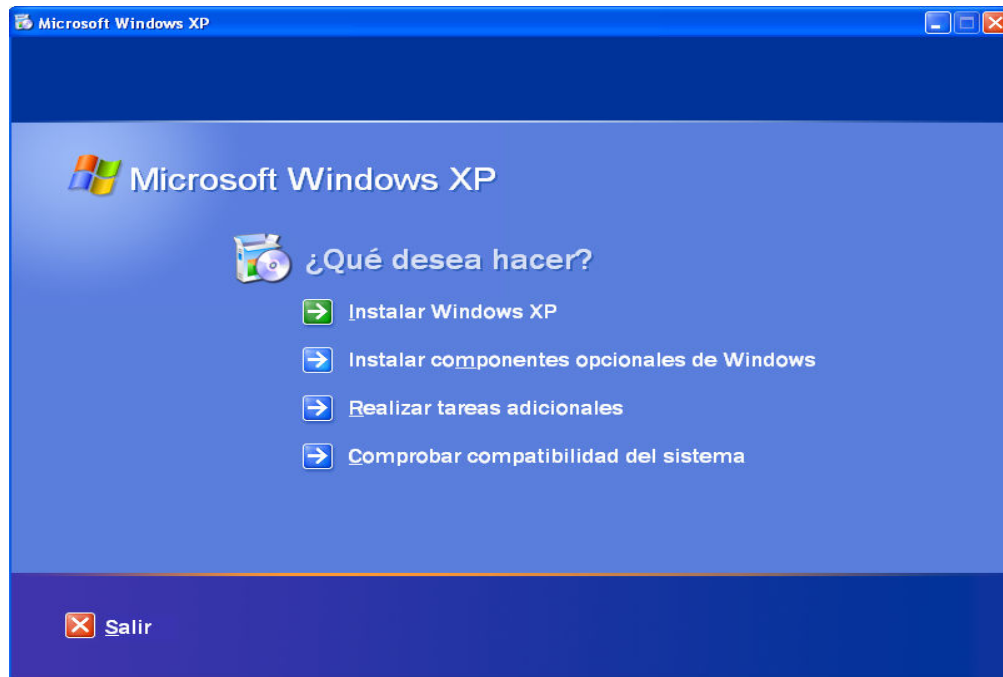 Microsoft Windows XP
Microsoft Windows XP
¿Qué desea hacer?
Instalar Windows XP
Instalar componentes opcionales de Windows
Realizar tareas adicionales
Comprobar compatibilidad del sistema
Salir